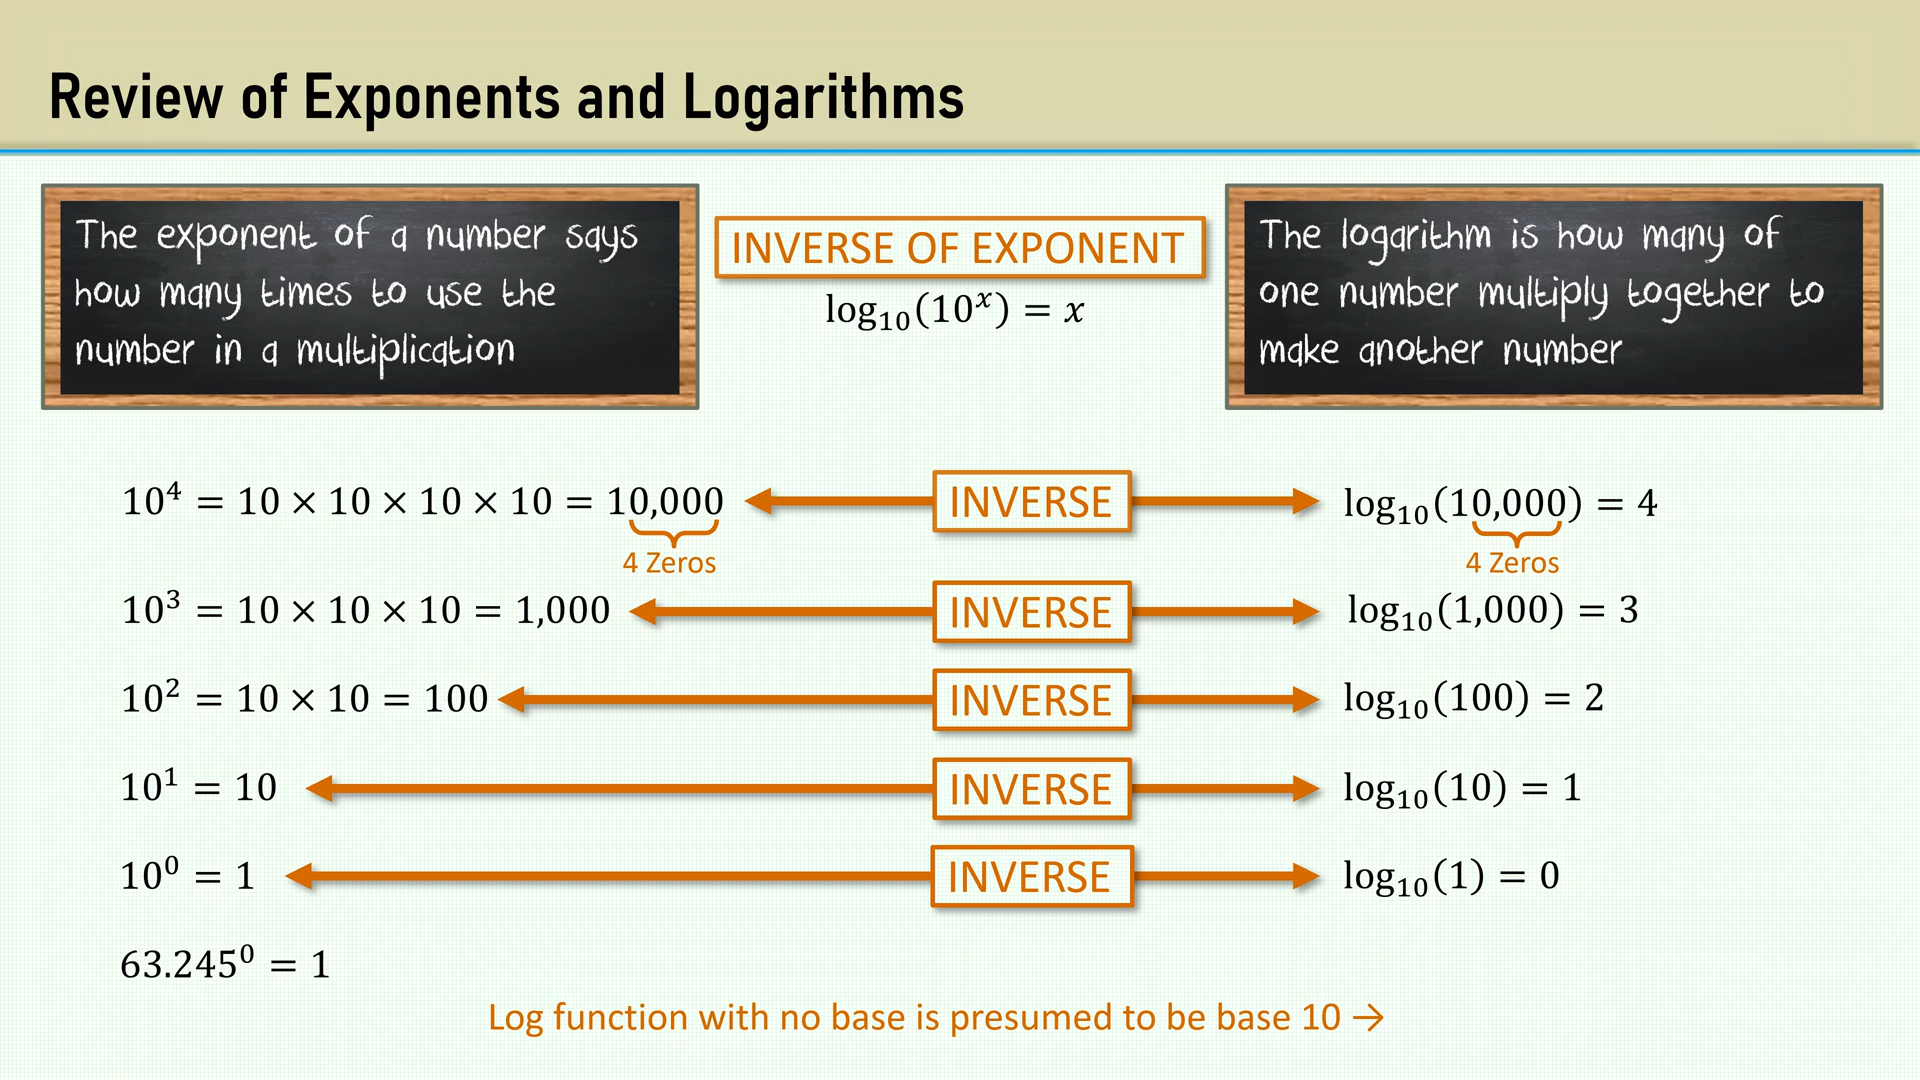 Review of Exponents and Logarithms
The exponent of a number says
how many times to use the
number in a multiplication
INVERSE OF EXPONENT
log₁₀(10ˣ) = x
The logarithm is how many of
one number multiply together to
make another number
10⁴ = 10 × 10 × 10 × 10 = 10,000 INVERSE log₁₀(10,000) = 4
4 Zeros 4 Zeros
10³ = 10 × 10 × 10 = 1,000 INVERSE log₁₀(1,000) = 3
10² = 10 × 10 = 100 INVERSE log₁₀(100) = 2
10¹ = 10 INVERSE log₁₀(10) = 1
10⁰ = 1 INVERSE log₁₀(1) = 0
63.245⁰ = 1
Log function with no base is presumed to be base 10 →